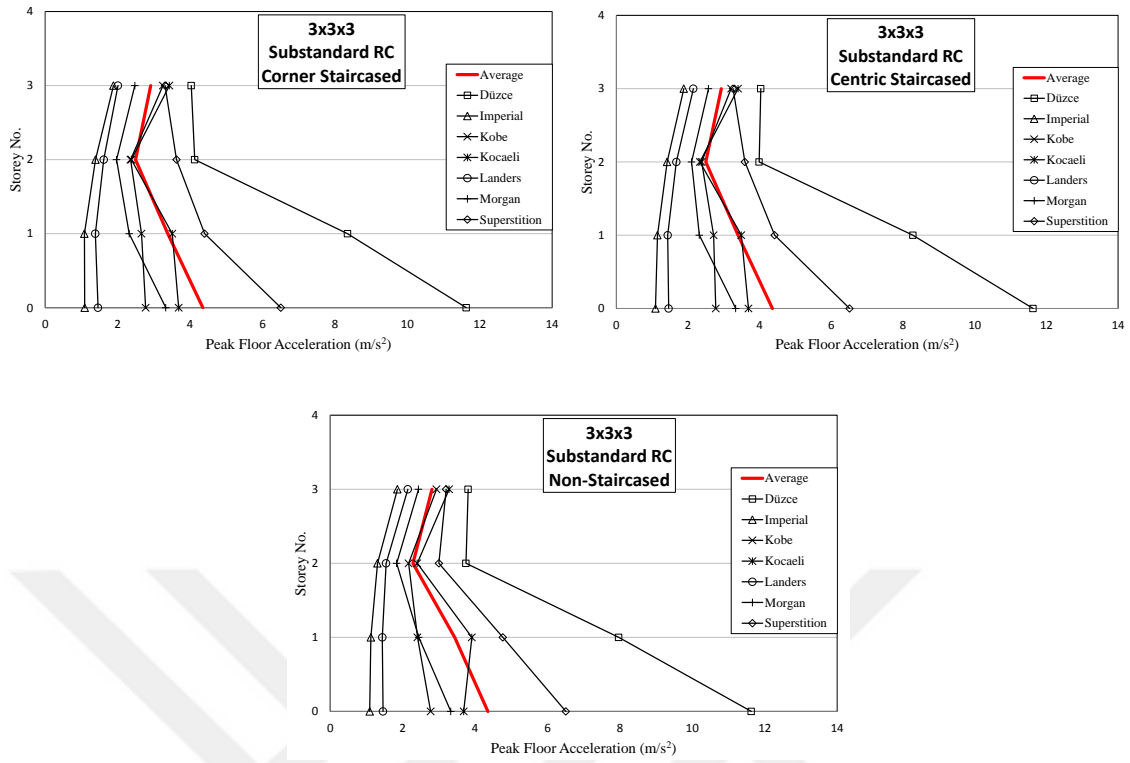 4
3x3x3
Substandard RC
Corner Staircased
3
Average
Düzce
Imperial
Kobe
Kocaeli
Landers
Morgan
Superstition
2
1
0
Storey No.
0 2 4 6 8 10 12 14
Peak Floor Acceleration (m/s²)
4
3x3x3
Substandard RC
Centric Staircased
3
Average
Düzce
Imperial
Kobe
Kocaeli
Landers
Morgan
Superstition
2
1
0
Storey No.
0 2 4 6 8 10 12 14
Peak Floor Acceleration (m/s²)
4
3x3x3
Substandard RC
Non-Staircased
3
Average
Düzce
Imperial
Kobe
Kocaeli
Landers
Morgan
Superstition
2
1
0
Storey No.
0 2 4 6 8 10 12 14
Peak Floor Acceleration (m/s²)